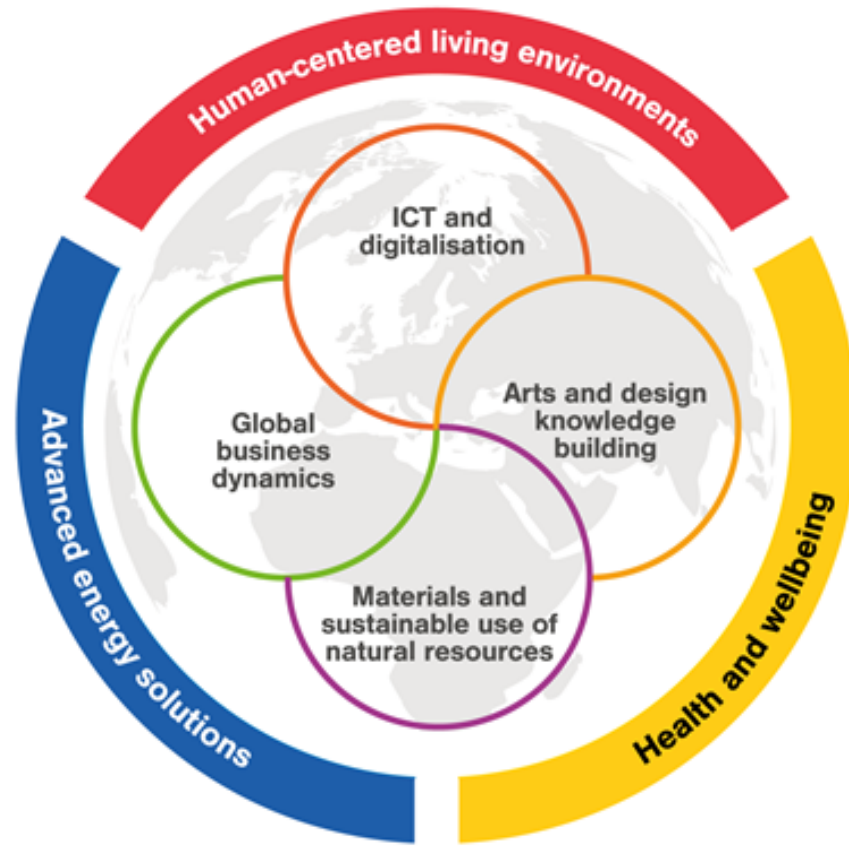 Human-centered living environments
ICT and
digitalisation
Arts and design
knowledge
building
Global
business
dynamics
Materials and
sustainable use of
natural resources
Advanced energy solutions
Health and wellbeing